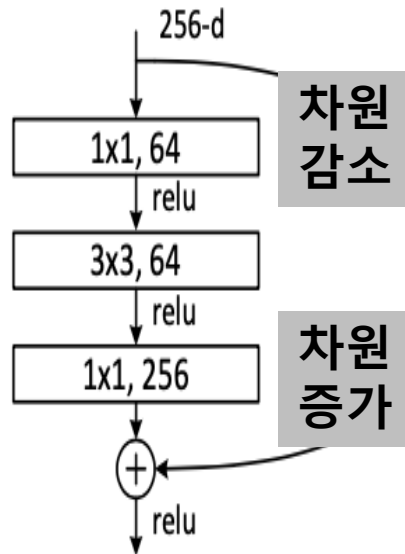 256-d
차원
감소
1x1, 64
relu
3x3, 64
relu
차원
증가
1x1, 256
+
relu